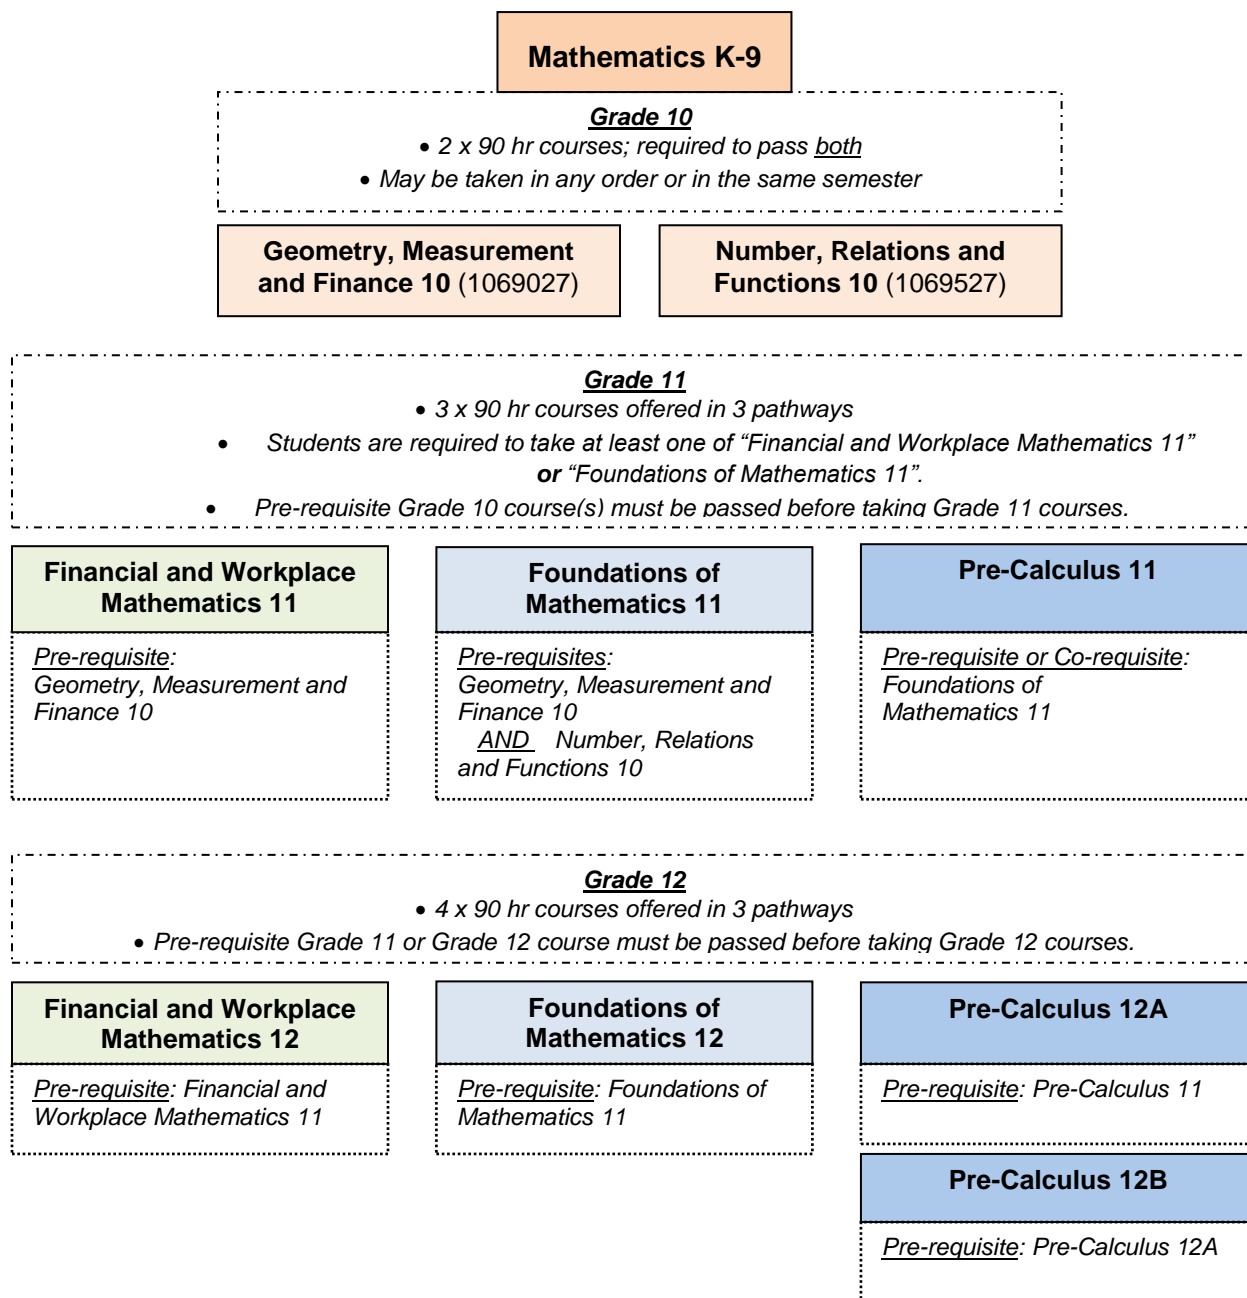 Mathematics K-9
Grade 10
• 2 x 90 hr courses; required to pass both
• May be taken in any order or in the same semester
Geometry, Measurement
and Finance 10 (1069027)
Number, Relations and
Functions 10 (1069527)
Grade 11
• 3 x 90 hr courses offered in 3 pathways
• Students are required to take at least one of “Financial and Workplace Mathematics 11”
or “Foundations of Mathematics 11”.
• Pre-requisite Grade 10 course(s) must be passed before taking Grade 11 courses.
Financial and Workplace
Mathematics 11
Pre-requisite:
Geometry, Measurement and
Finance 10
Foundations of
Mathematics 11
Pre-requisites:
Geometry, Measurement and
Finance 10
AND Number, Relations
and Functions 10
Pre-Calculus 11
Pre-requisite or Co-requisite:
Foundations of
Mathematics 11
Grade 12
• 4 x 90 hr courses offered in 3 pathways
• Pre-requisite Grade 11 or Grade 12 course must be passed before taking Grade 12 courses.
Financial and Workplace
Mathematics 12
Pre-requisite: Financial and
Workplace Mathematics 11
Foundations of
Mathematics 12
Pre-requisite: Foundations of
Mathematics 11
Pre-Calculus 12A
Pre-requisite: Pre-Calculus 11
Pre-Calculus 12B
Pre-requisite: Pre-Calculus 12A